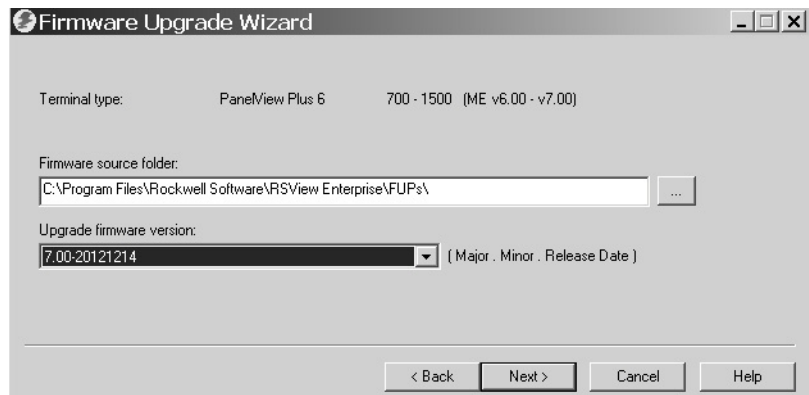 Firmware Upgrade Wizard
Terminal type: PanelView Plus 6 700 - 1500 (ME v6.00 - v7.00)
Firmware source folder:
C:\Program Files\Rockwell Software\RSView Enterprise\FUPs\
...
Upgrade firmware version:
7.00-20121214 ( Major . Minor . Release Date )
< Back Next > Cancel Help